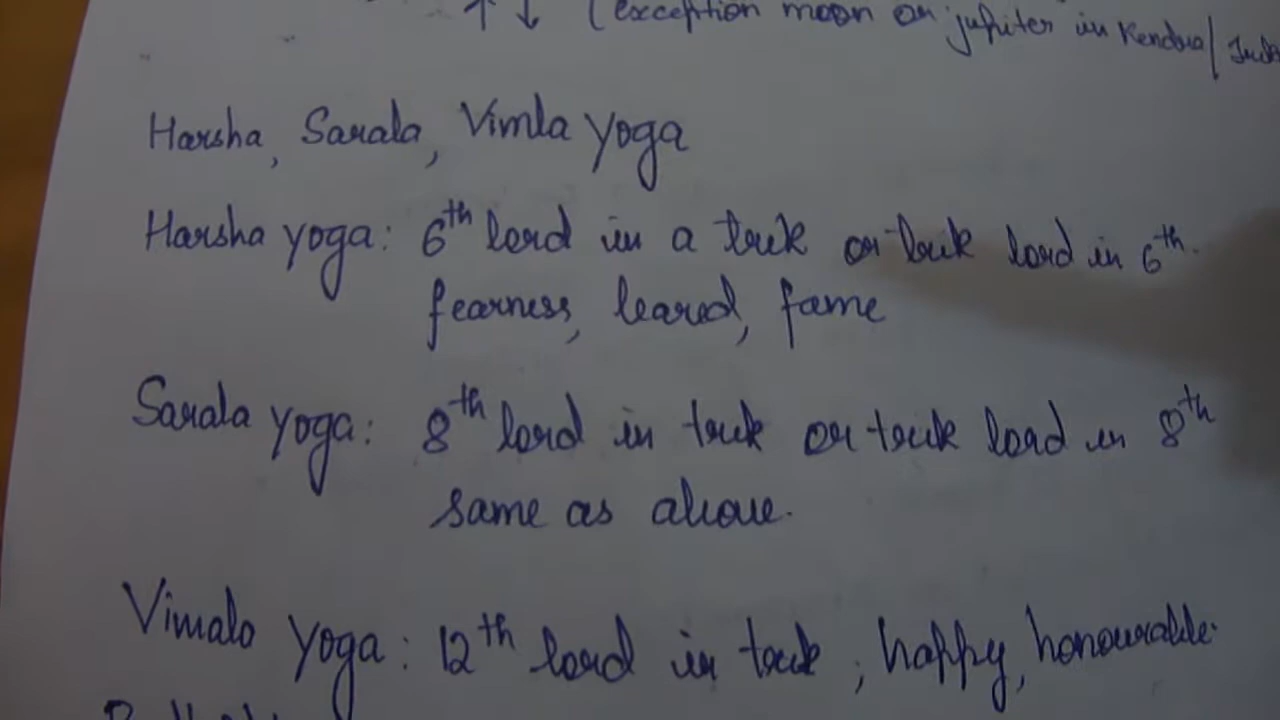 ↑ ↓ (exception moon or jupiter in Kendra/
Harsha, Sarala, Vimla yoga
Harsha yoga: 6th lord in a trik or trik lord in 6th.
fearness, leared, fame
Sarala yoga: 8th lord in trik or trik lord in 8th
same as above.
Vimala yoga: 12th lord in trik, happy, honourable.